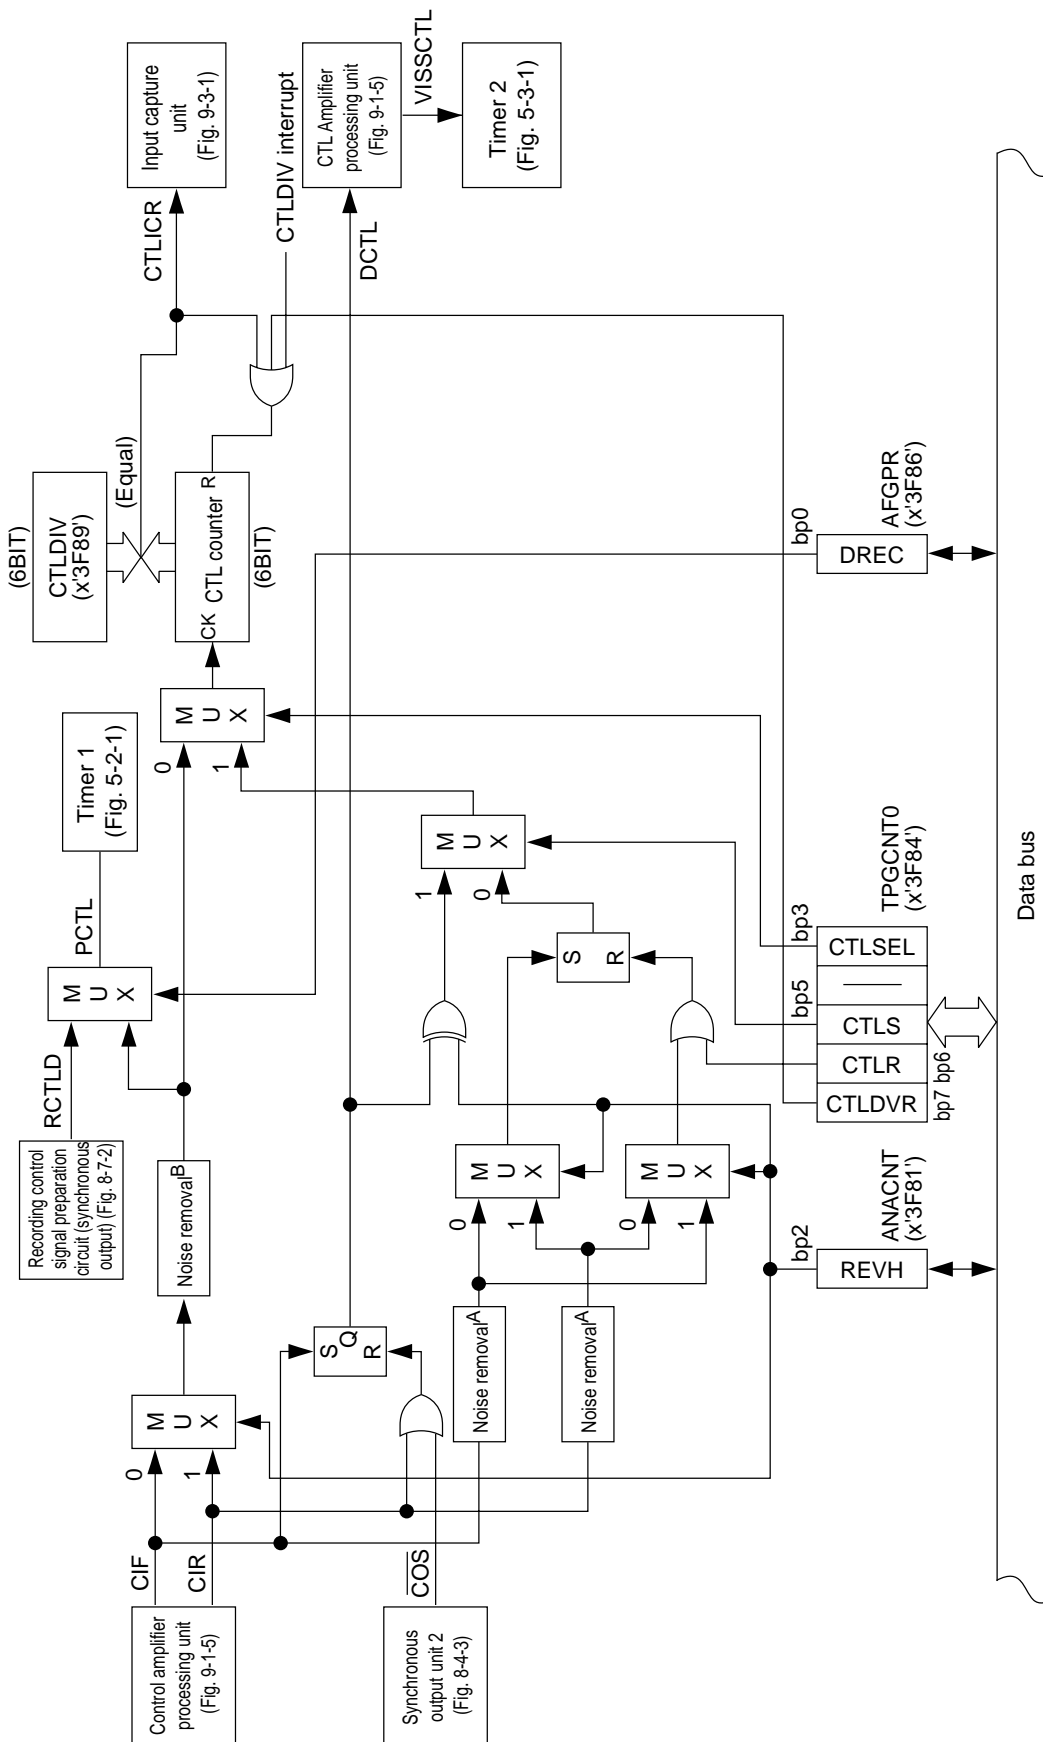 Control amplifier
processing unit
(Fig. 9-1-5)
CIF
CIR
Synchronous
output unit 2
(Fig. 8-4-3)
COS
0
1
M
U
X
Noise removal B
Recording control
signal preparation
circuit (synchronous
output) (Fig. 8-7-2)
RCTLD
M
U
X
PCTL
Timer 1
(Fig. 5-2-1)
0
1
M
U
X
(6BIT)
CTLDIV
(x'3F89')
(Equal)
CK CTL counter R
(6BIT)
CTLICR
Input capture
unit
(Fig. 9-3-1)
CTLDIV interrupt
DCTL
CTL Amplifier
processing unit
(Fig. 9-1-5)
VISSCTL
Timer 2
(Fig. 5-3-1)
S
Q
R
Noise removal A
Noise removal A
0
1
M
U
X
0
1
M
U
X
S
R
1
0
M
U
X
bp2
REVH
ANACNT
(x'3F81')
bp7
bp6
bp5
bp3
CTLDVR
CTLR
CTLS
CTLSEL
TPGCNT0
(x'3F84')
bp0
DREC
AFGPR
(x'3F86')
Data bus